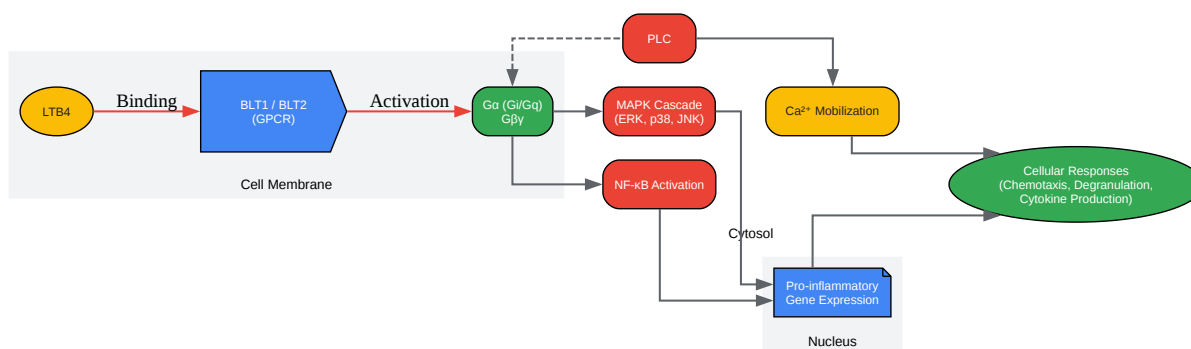 PLC
LTB4
Binding
BLT1 / BLT2
(GPCR)
Activation
Gα (Gi/Gq)
Gβγ
MAPK Cascade
(ERK, p38, JNK)
Ca²⁺ Mobilization
Cell Membrane
NF-κB Activation
Cellular Responses
(Chemotaxis, Degranulation,
Cytokine Production)
Cytosol
Pro-inflammatory
Gene Expression
Nucleus